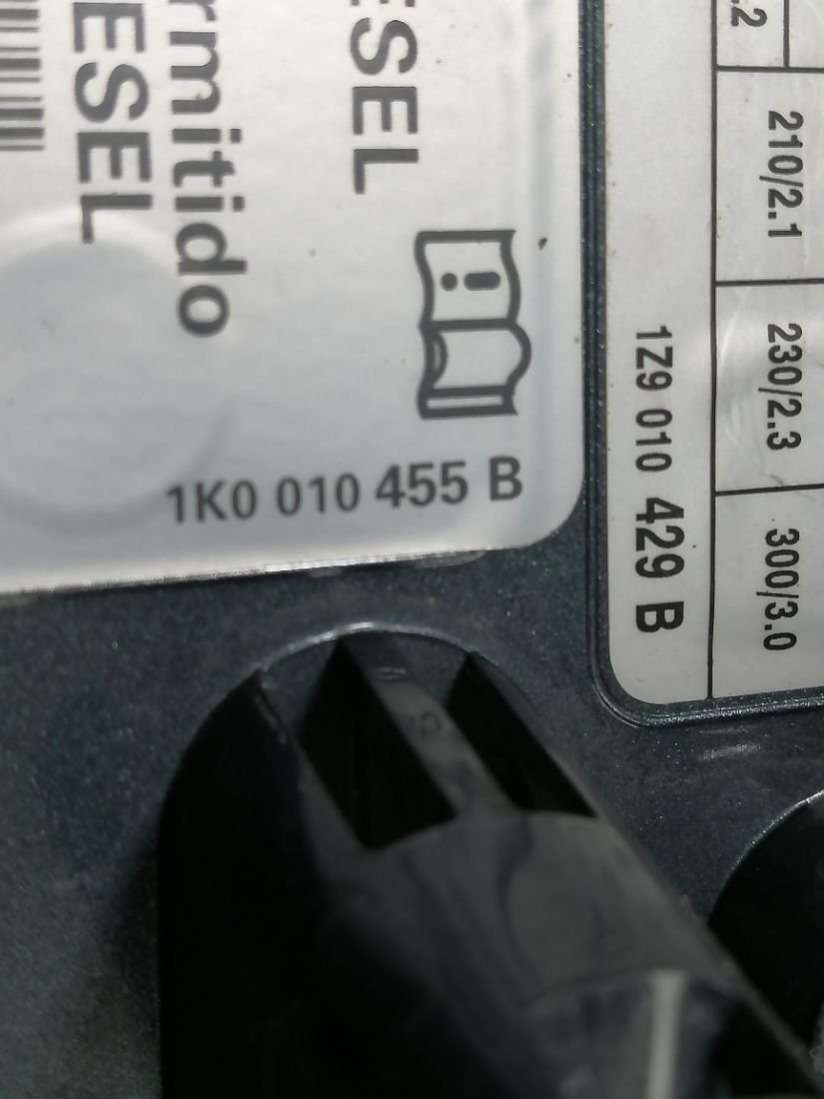 ESEL
rmitido
ESEL
i
1K0 010 455 B
.2
210/2.1
230/2.3
300/3.0
1Z9 010 429 B